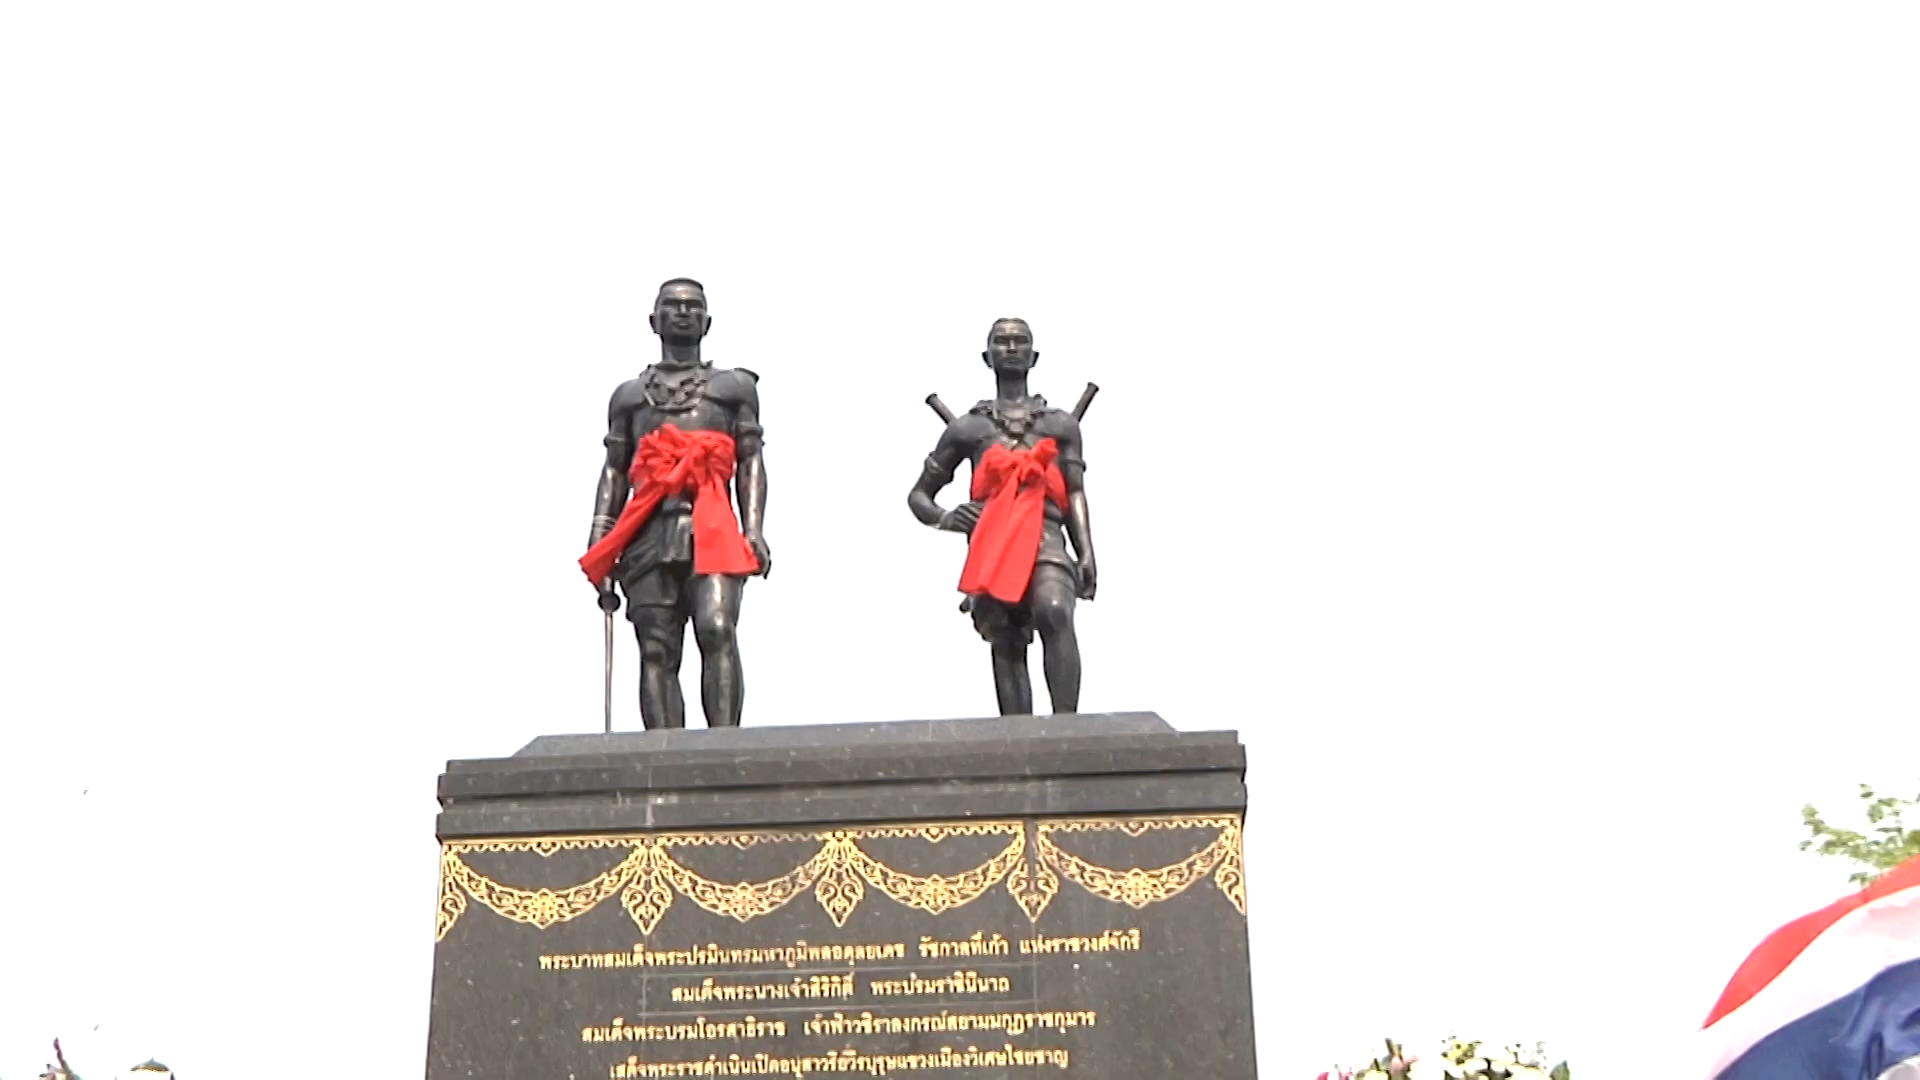 พระบาทสมเด็จพระปรมินทรมหาภูมิพลอดุลยเดช รัชกาลที่เก้า แห่งราชวงศ์จักรี
สมเด็จพระนางเจ้าสิริกิติ์ พระบรมราชินีนาถ
สมเด็จพระบรมโอรสาธิราช เจ้าฟ้าวชิราลงกรณ์สยามมกุฎราชกุมาร
เสด็จพระราชดำเนินเปิดอนุสาวรีย์วีรบุรุษแขวงเมืองวิเศษไชยชาญ